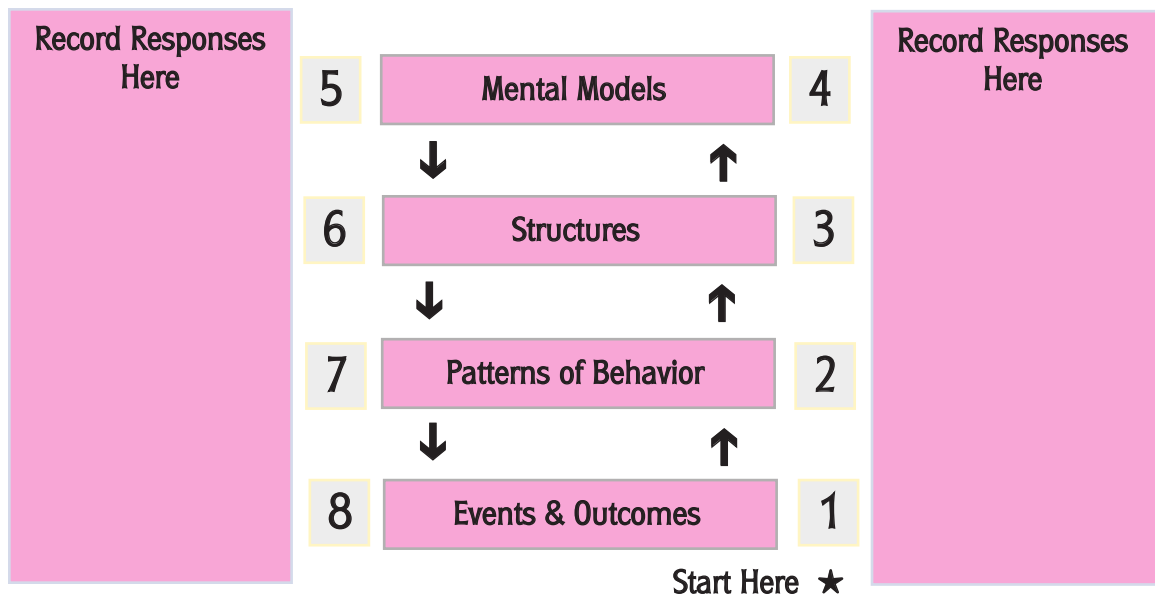 Record Responses
Here
Record Responses
Here
5
Mental Models
4
6
Structures
3
7
Patterns of Behavior
2
8
Events & Outcomes
1
Start Here